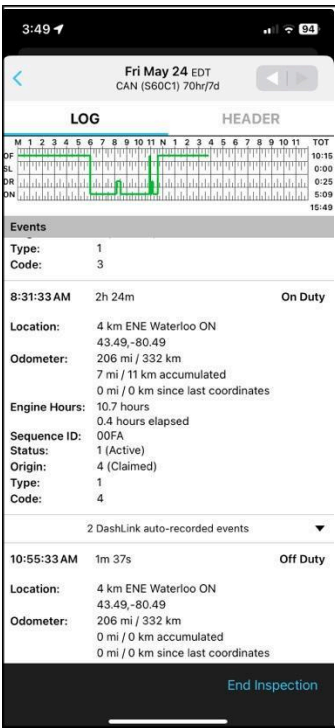 3:49
94
Fri May 24 EDT
CAN (S60C1) 70hr/7d
LOG
HEADER
M 1 2 3 4 5 6 7 8 9 10 11 N 1 2 3 4 5 6 7 8 9 10 11 TOT
OF 10:15
SL 0:00
DR 0:25
ON 5:09
15:49
Events
Type: 1
Code: 3
8:31:33 AM 2h 24m On Duty
Location: 4 km ENE Waterloo ON
43.49,-80.49
Odometer: 206 mi / 332 km
7 mi / 11 km accumulated
0 mi / 0 km since last coordinates
Engine Hours: 10.7 hours
0.4 hours elapsed
Sequence ID: 00FA
Status: 1 (Active)
Origin: 4 (Claimed)
Type: 1
Code: 4
2 DashLink auto-recorded events
10:55:33 AM 1m 37s Off Duty
Location: 4 km ENE Waterloo ON
43.49,-80.49
Odometer: 206 mi / 332 km
0 mi / 0 km accumulated
0 mi / 0 km since last coordinates
End Inspection